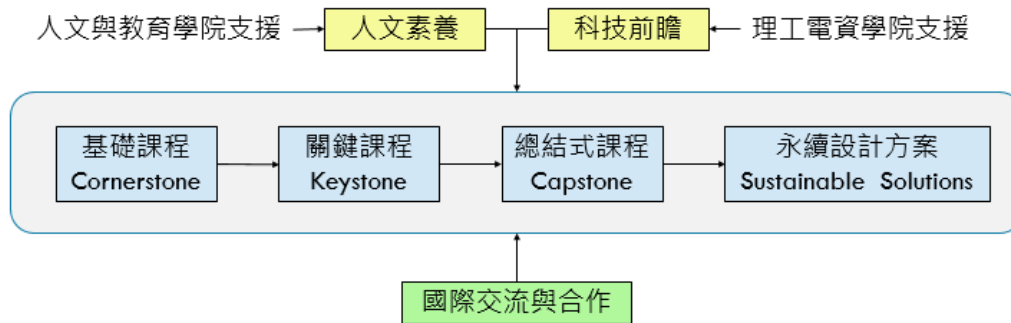 人文與教育學院支援
人文素養
科技前瞻
理工電資學院支援
基礎課程
Cornerstone
關鍵課程
Keystone
總結式課程
Capstone
永續設計方案
Sustainable Solutions
國際交流與合作